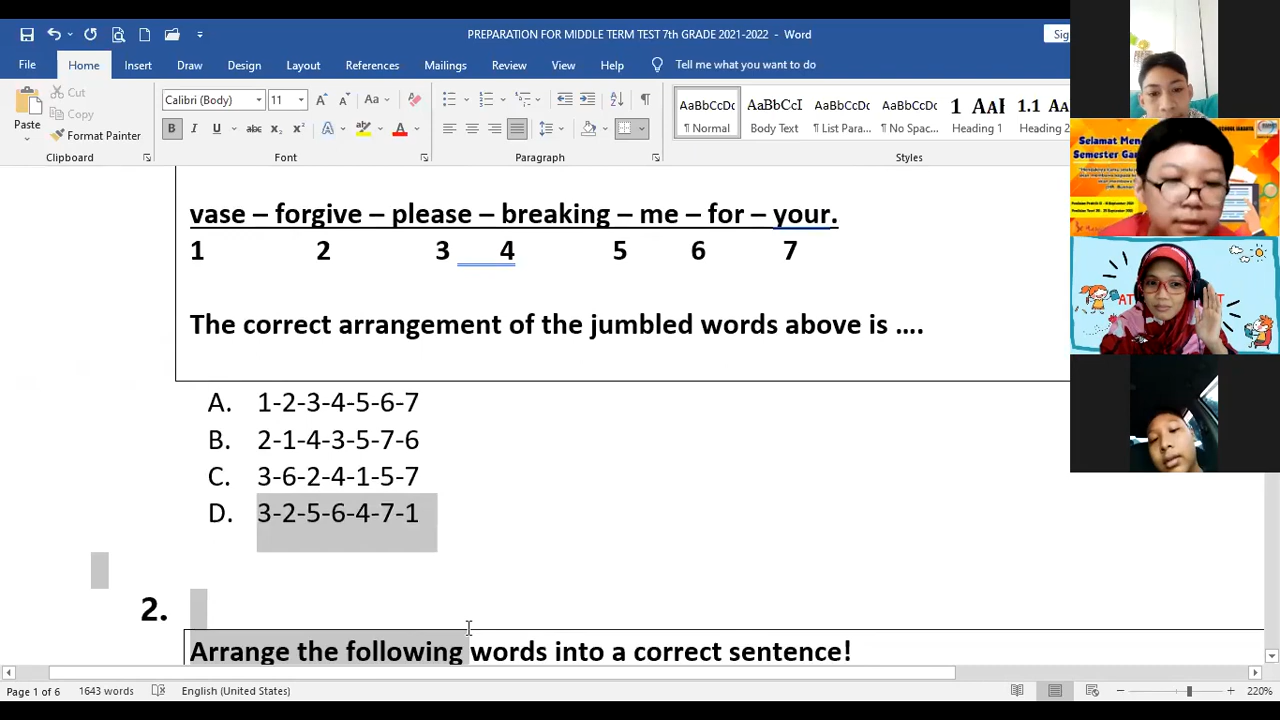 PREPARATION FOR MIDDLE TERM TEST 7th GRADE 2021-2022 - Word
Sig
File Home Insert Draw Design Layout References Mailings Review View Help Tell me what you want to do
Paste
Cut
Copy
Format Painter
Clipboard
Calibri (Body) 11
Font
Paragraph
AaBbCcDc AaBbCcI AaBbCcDc AaBbCcDc 1 AaI 1.1 Aa
¶ Normal Body Text ¶ List Para... ¶ No Spac... Heading 1 Heading 2
Styles
vase – forgive – please – breaking – me – for – your.
1 2 3 4 5 6 7
The correct arrangement of the jumbled words above is ….
A. 1-2-3-4-5-6-7
B. 2-1-4-3-5-7-6
C. 3-6-2-4-1-5-7
D. 3-2-5-6-4-7-1
2.
Arrange the following words into a correct sentence!
Page 1 of 6 1643 words English (United States) 220%
Selamat Men
Semester Ga